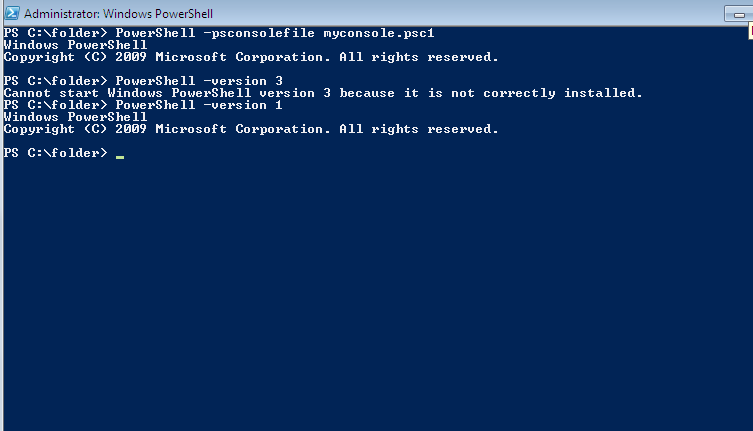 Administrator: Windows PowerShell
PS C:\folder> PowerShell -psconsolefile myconsole.psc1
Windows PowerShell
Copyright (C) 2009 Microsoft Corporation. All rights reserved.
PS C:\folder> PowerShell -version 3
Cannot start Windows PowerShell version 3 because it is not correctly installed.
PS C:\folder> PowerShell -version 1
Windows PowerShell
Copyright (C) 2009 Microsoft Corporation. All rights reserved.
PS C:\folder> _